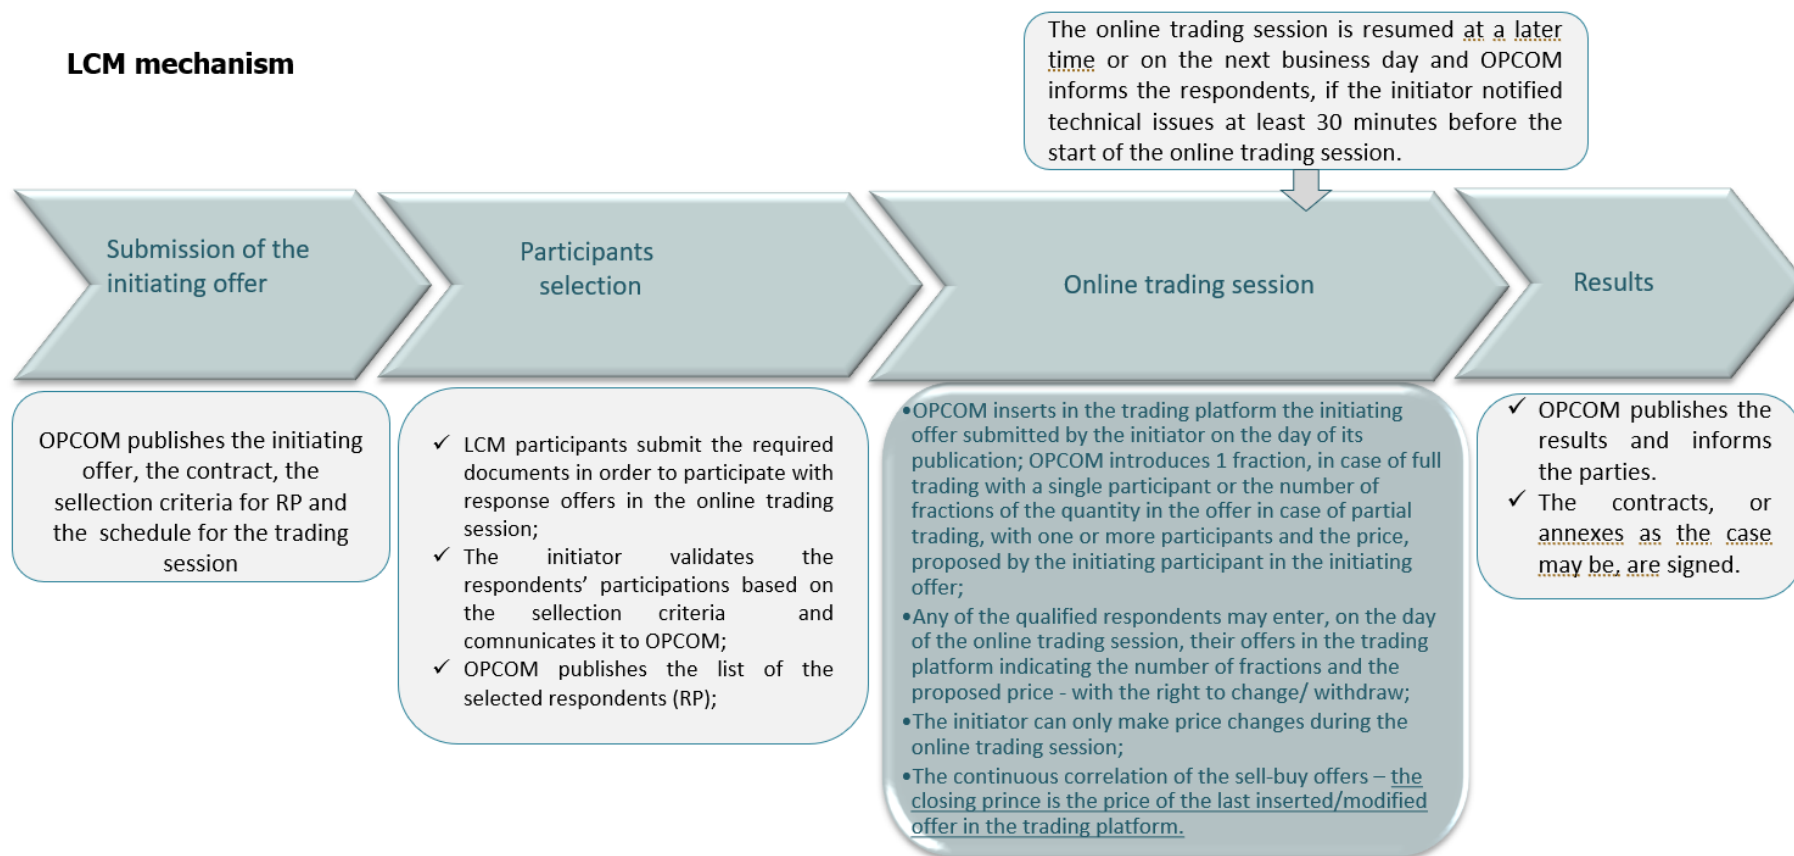 LCM mechanism
The online trading session is resumed at a later
time or on the next business day and OPCOM
informs the respondents, if the initiator notified
technical issues at least 30 minutes before the
start of the online trading session.
Submission of the
initiating offer
Participants
selection
Online trading session
Results
OPCOM publishes the initiating
offer, the contract, the
sellection criteria for RP and
the schedule for the trading
session
✓ LCM participants submit the required
documents in order to participate with
response offers in the online trading
session;
✓ The initiator validates the
respondents’ participations based on
the sellection criteria and
comnunicates it to OPCOM;
✓ OPCOM publishes the list of the
selected respondents (RP);
•OPCOM inserts in the trading platform the initiating
offer submitted by the initiator on the day of its
publication; OPCOM introduces 1 fraction, in case of full
trading with a single participant or the number of
fractions of the quantity in the offer in case of partial
trading, with one or more participants and the price,
proposed by the initiating participant in the initiating
offer;
•Any of the qualified respondents may enter, on the day
of the online trading session, their offers in the trading
platform indicating the number of fractions and the
proposed price - with the right to change/ withdraw;
•The initiator can only make price changes during the
online trading session;
•The continuous correlation of the sell-buy offers – the
closing prince is the price of the last inserted/modified
offer in the trading platform.
✓ OPCOM publishes the
results and informs
the parties.
✓ The contracts, or
annexes as the case
may be, are signed.